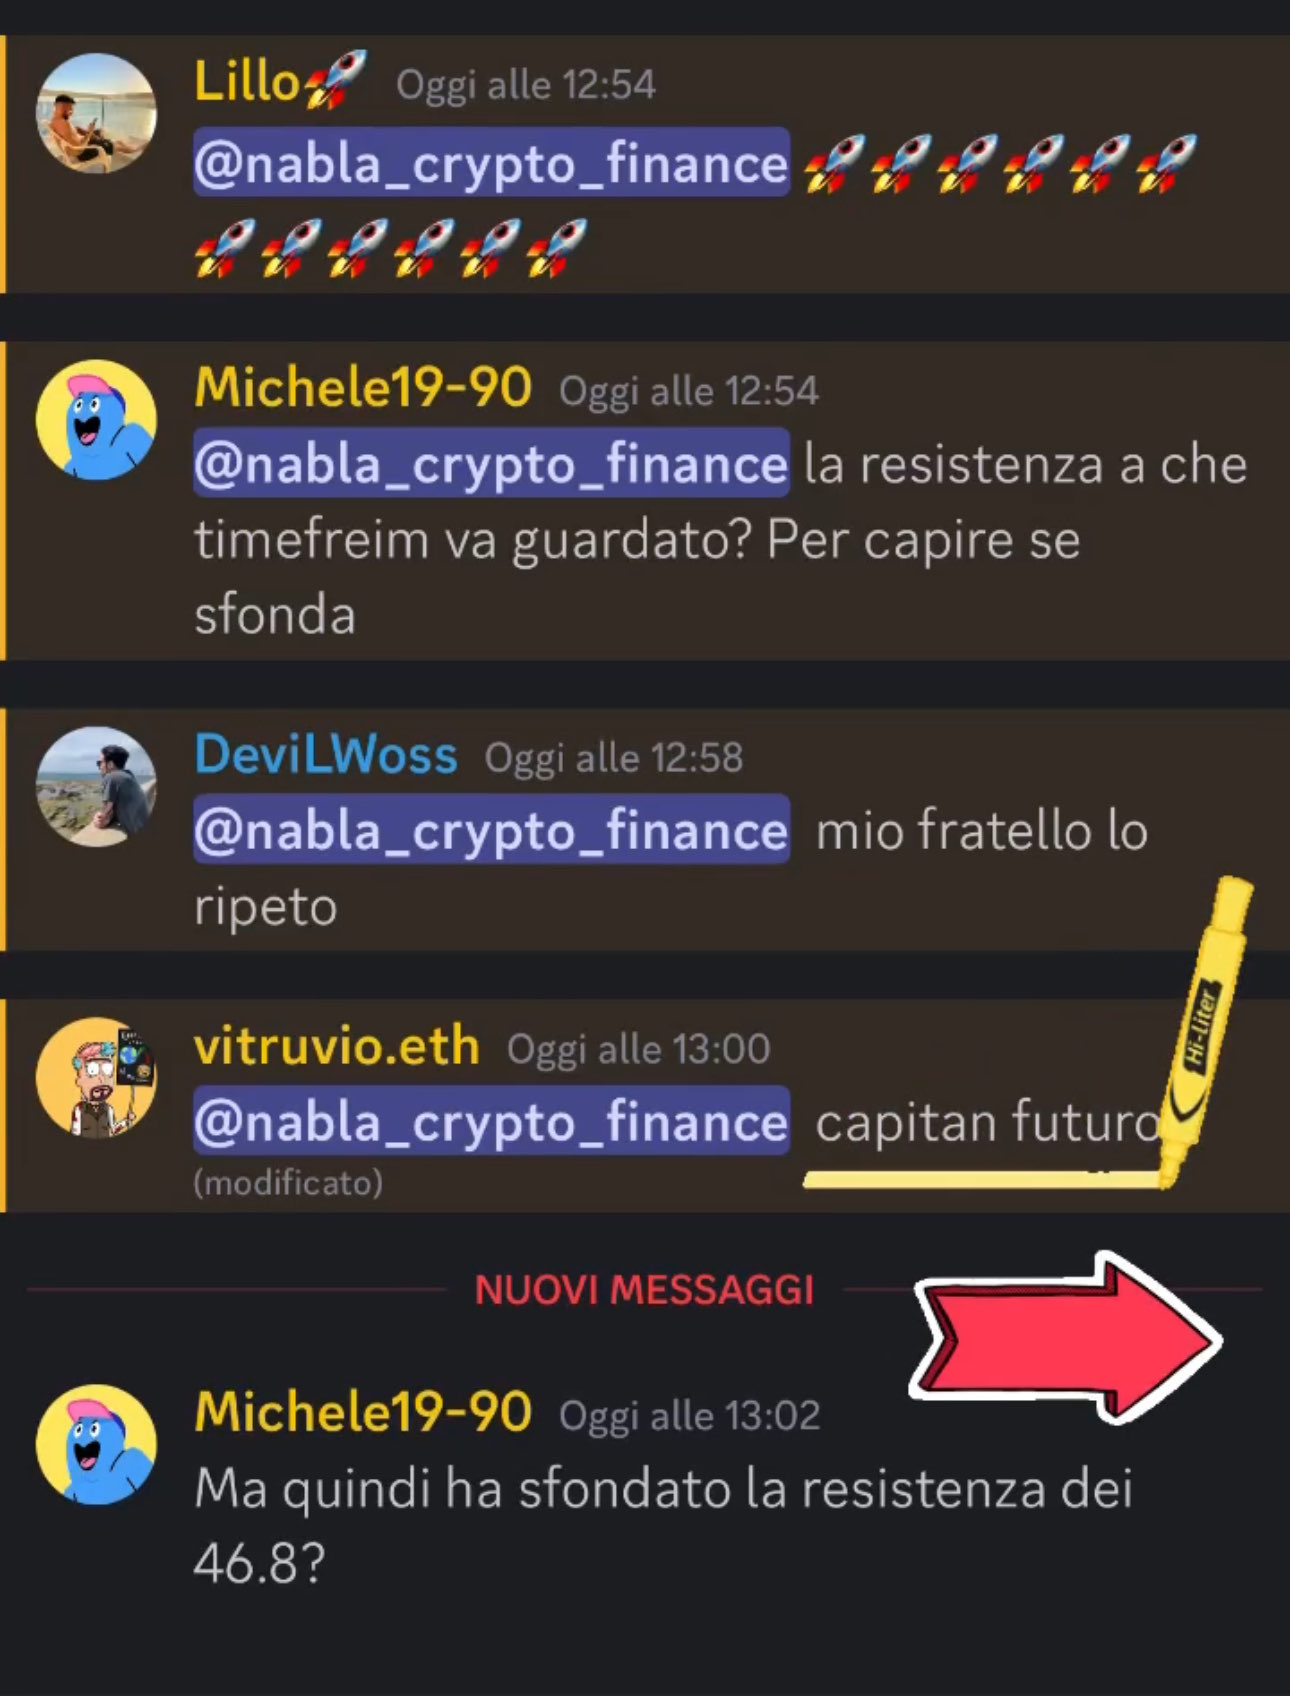 Lillo🚀 Oggi alle 12:54
@nabla_crypto_finance 🚀🚀🚀🚀🚀🚀
🚀🚀🚀🚀🚀🚀
Michele19-90 Oggi alle 12:54
@nabla_crypto_finance la resistenza a che
timefreim va guardato? Per capire se
sfonda
DeviLWoss Oggi alle 12:58
@nabla_crypto_finance mio fratello lo
ripeto
vitruvio.eth Oggi alle 13:00
@nabla_crypto_finance capitan futuro
(modificato)
Hi-Liter
NUOVI MESSAGGI
Michele19-90 Oggi alle 13:02
Ma quindi ha sfondato la resistenza dei
46.8?